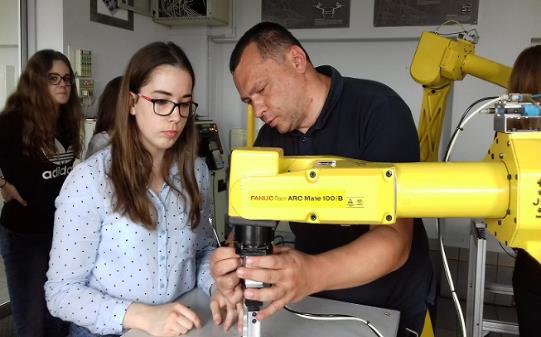 FANUC Robot ARC Mate 100iB
adidas